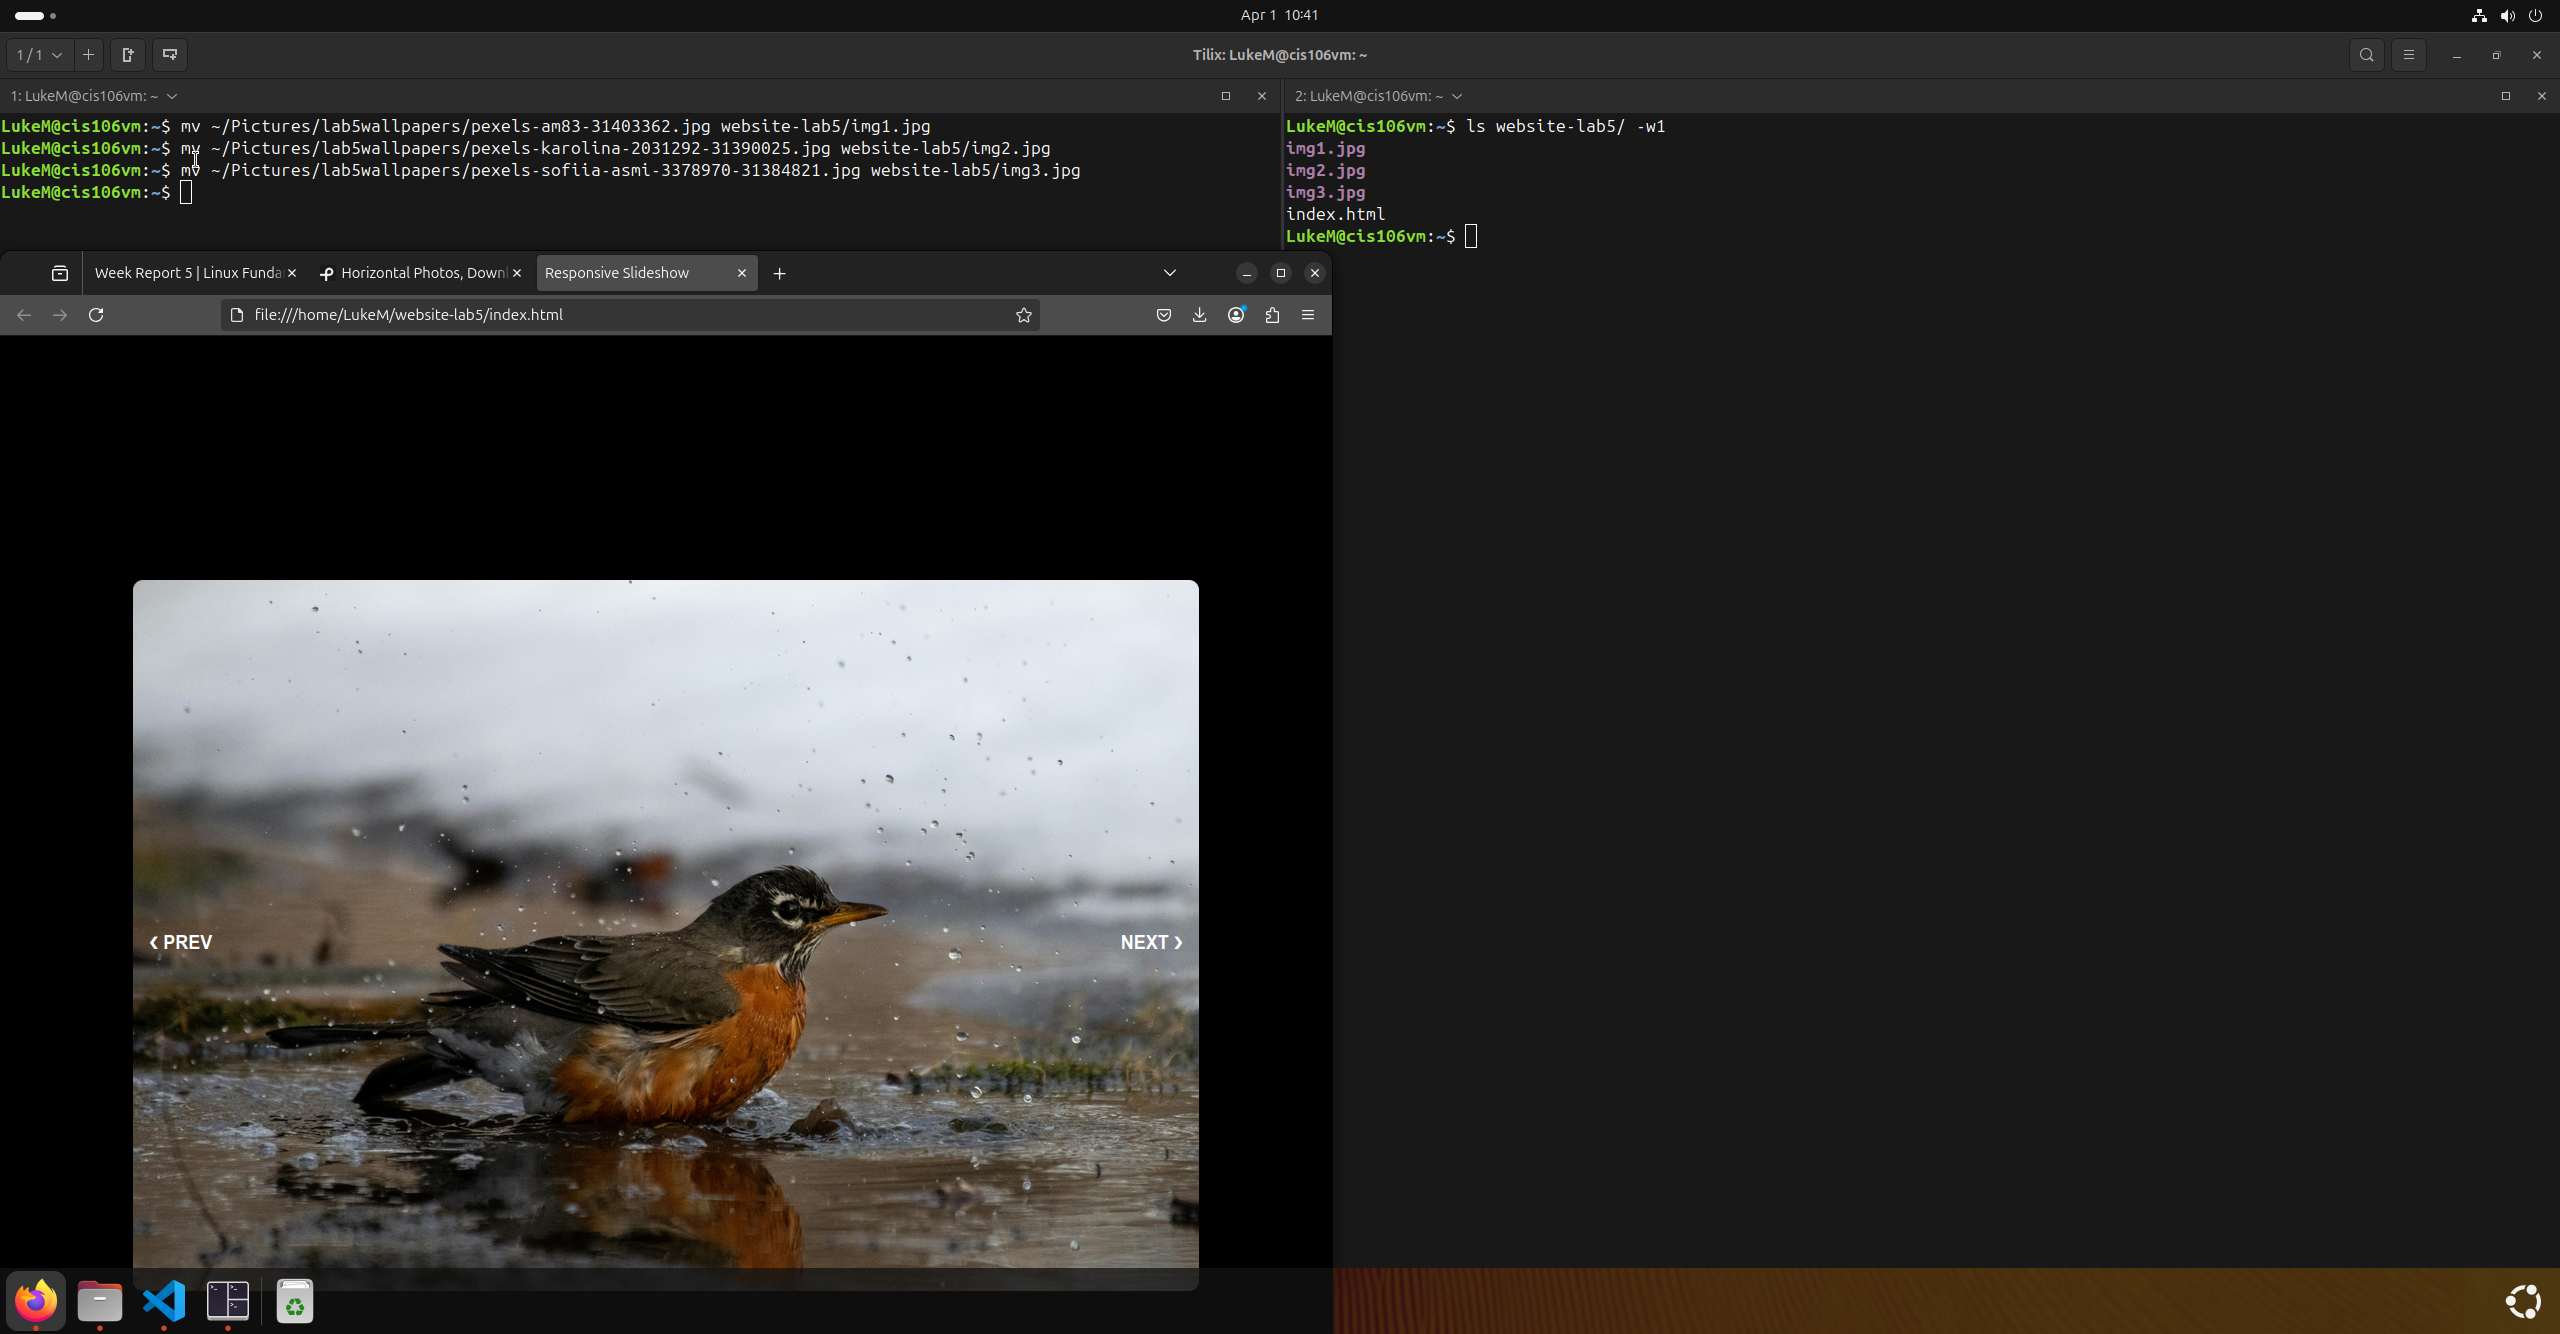 Apr 1 10:41
1 / 1
Tilix: LukeM@cis106vm: ~
1: LukeM@cis106vm: ~
LukeM@cis106vm:~$ mv ~/Pictures/lab5wallpapers/pexels-am83-31403362.jpg website-lab5/img1.jpg
LukeM@cis106vm:~$ mv ~/Pictures/lab5wallpapers/pexels-karolina-2031292-31390025.jpg website-lab5/img2.jpg
LukeM@cis106vm:~$ mv ~/Pictures/lab5wallpapers/pexels-sofiia-asmi-3378970-31384821.jpg website-lab5/img3.jpg
LukeM@cis106vm:~$
2: LukeM@cis106vm: ~
LukeM@cis106vm:~$ ls website-lab5/ -w1
img1.jpg
img2.jpg
img3.jpg
index.html
LukeM@cis106vm:~$
Week Report 5 | Linux Funda
Horizontal Photos, Downl
Responsive Slideshow
file:///home/LukeM/website-lab5/index.html
❮ PREV
NEXT ❯